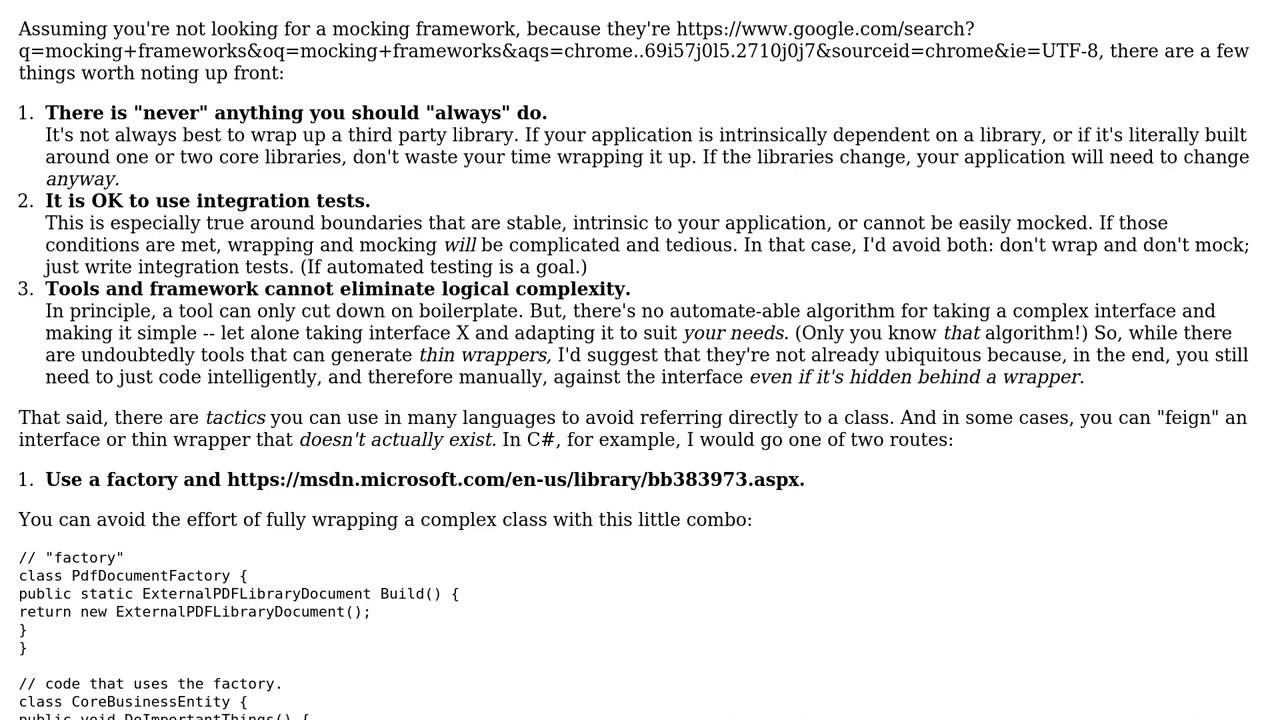 Assuming you're not looking for a mocking framework, because they're https://www.google.com/search?
q=mocking+frameworks&oq=mocking+frameworks&aqs=chrome..69i57j0l5.2710j0j7&sourceid=chrome&ie=UTF-8, there are a few
things worth noting up front:
1. There is "never" anything you should "always" do.
It's not always best to wrap up a third party library. If your application is intrinsically dependent on a library, or if it's literally built
around one or two core libraries, don't waste your time wrapping it up. If the libraries change, your application will need to change
anyway.
2. It is OK to use integration tests.
This is especially true around boundaries that are stable, intrinsic to your application, or cannot be easily mocked. If those
conditions are met, wrapping and mocking will be complicated and tedious. In that case, I'd avoid both: don't wrap and don't mock;
just write integration tests. (If automated testing is a goal.)
3. Tools and framework cannot eliminate logical complexity.
In principle, a tool can only cut down on boilerplate. But, there's no automate-able algorithm for taking a complex interface and
making it simple -- let alone taking interface X and adapting it to suit your needs. (Only you know that algorithm!) So, while there
are undoubtedly tools that can generate thin wrappers, I'd suggest that they're not already ubiquitous because, in the end, you still
need to just code intelligently, and therefore manually, against the interface even if it's hidden behind a wrapper.
That said, there are tactics you can use in many languages to avoid referring directly to a class. And in some cases, you can "feign" an
interface or thin wrapper that doesn't actually exist. In C#, for example, I would go one of two routes:
1. Use a factory and https://msdn.microsoft.com/en-us/library/bb383973.aspx.
You can avoid the effort of fully wrapping a complex class with this little combo:
// "factory"
class PdfDocumentFactory {
public static ExternalPDFLibraryDocument Build() {
return new ExternalPDFLibraryDocument();
}
}
// code that uses the factory.
class CoreBusinessEntity {
public void DoImportantThings() {